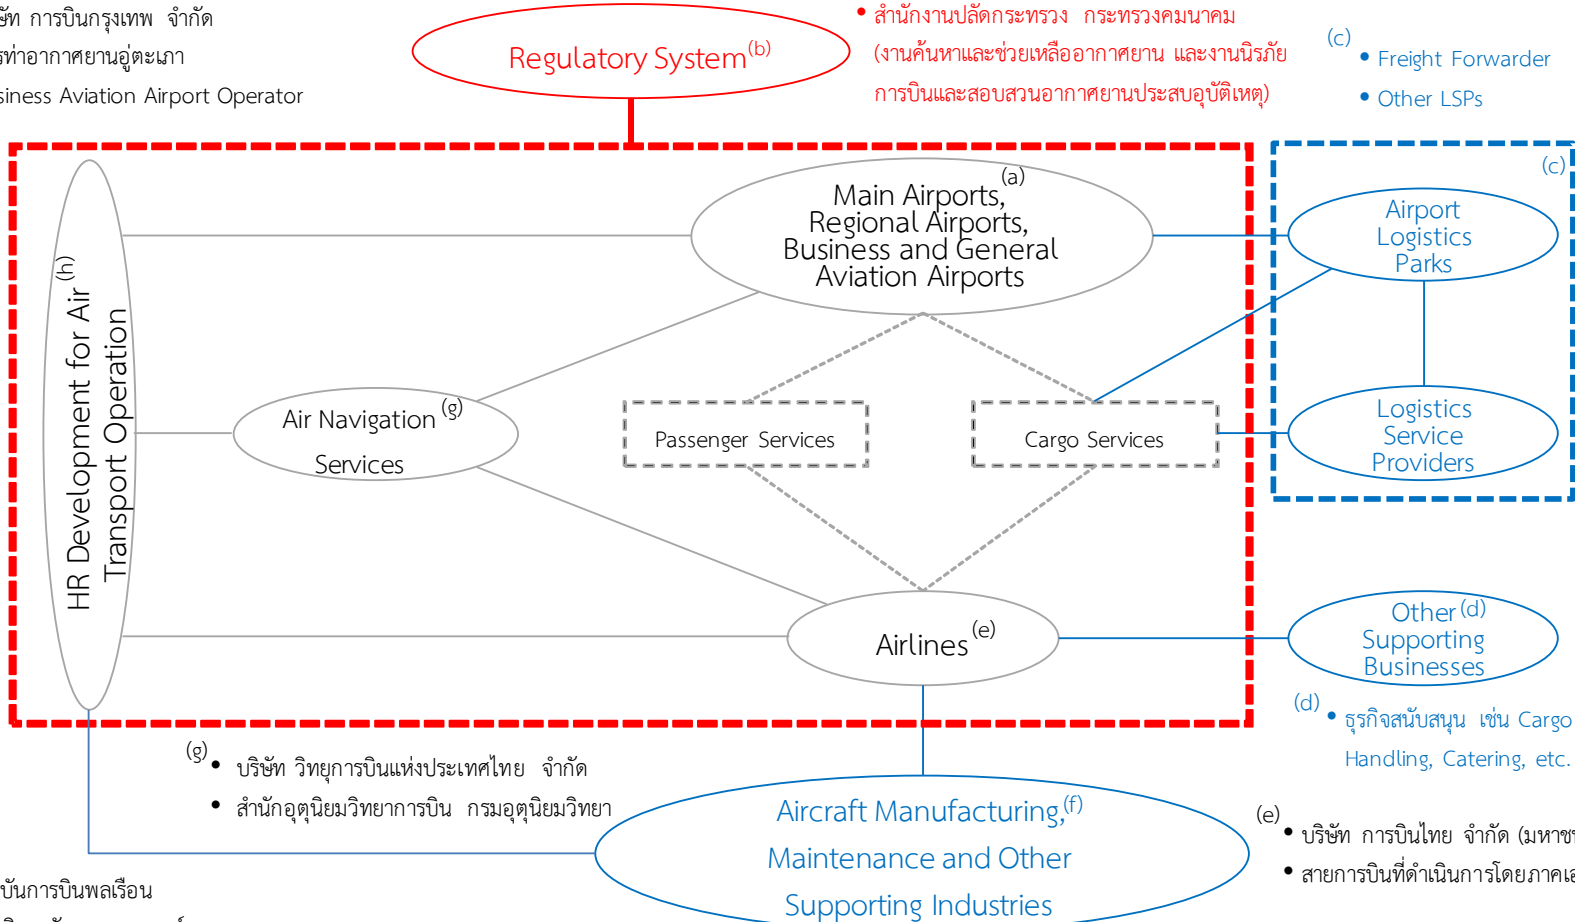 การบินกรุงเทพ จำกัด
ท่าอากาศยานอู่ตะเภา
Aviation Airport Operator
Regulatory System(b)
• สำนักงานปลัดกระทรวง กระทรวงคมนาคม
(งานค้นหาและช่วยเหลืออากาศยาน และงานนิรภัย
การบินและสอบสวนอากาศยานประสบอุบัติเหตุ)
(c)
• Freight Forwarder
• Other LSPs
HR Development for Air(h)
Transport Operation
Main Airports,(a)
Regional Airports,
Business and General
Aviation Airports
(c)
Airport
Logistics
Parks
Air Navigation(g)
Services
Passenger Services
Cargo Services
Logistics
Service
Providers
Airlines(e)
Other(d)
Supporting
Businesses
(d) • ธุรกิจสนับสนุน เช่น Cargo
Handling, Catering, etc.
(g) • บริษัท วิทยุการบินแห่งประเทศไทย จำกัด
• สำนักอุตุนิยมวิทยาการบิน กรมอุตุนิยมวิทยา
Aircraft Manufacturing,(f)
Maintenance and Other
Supporting Industries
(e) • บริษัท การบินไทย จำกัด
• สายการบินที่ดำเนินการโดย
การบินพลเรือน